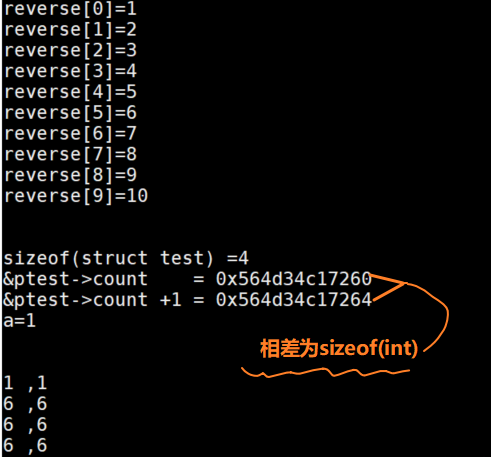 reverse[0]=1
reverse[1]=2
reverse[2]=3
reverse[3]=4
reverse[4]=5
reverse[5]=6
reverse[6]=7
reverse[7]=8
reverse[8]=9
reverse[9]=10
sizeof(struct test) =4
&ptest->count    = 0x564d34c17260
&ptest->count +1 = 0x564d34c17264
a=1
相差为sizeof(int)
1 ,1
6 ,6
6 ,6
6 ,6